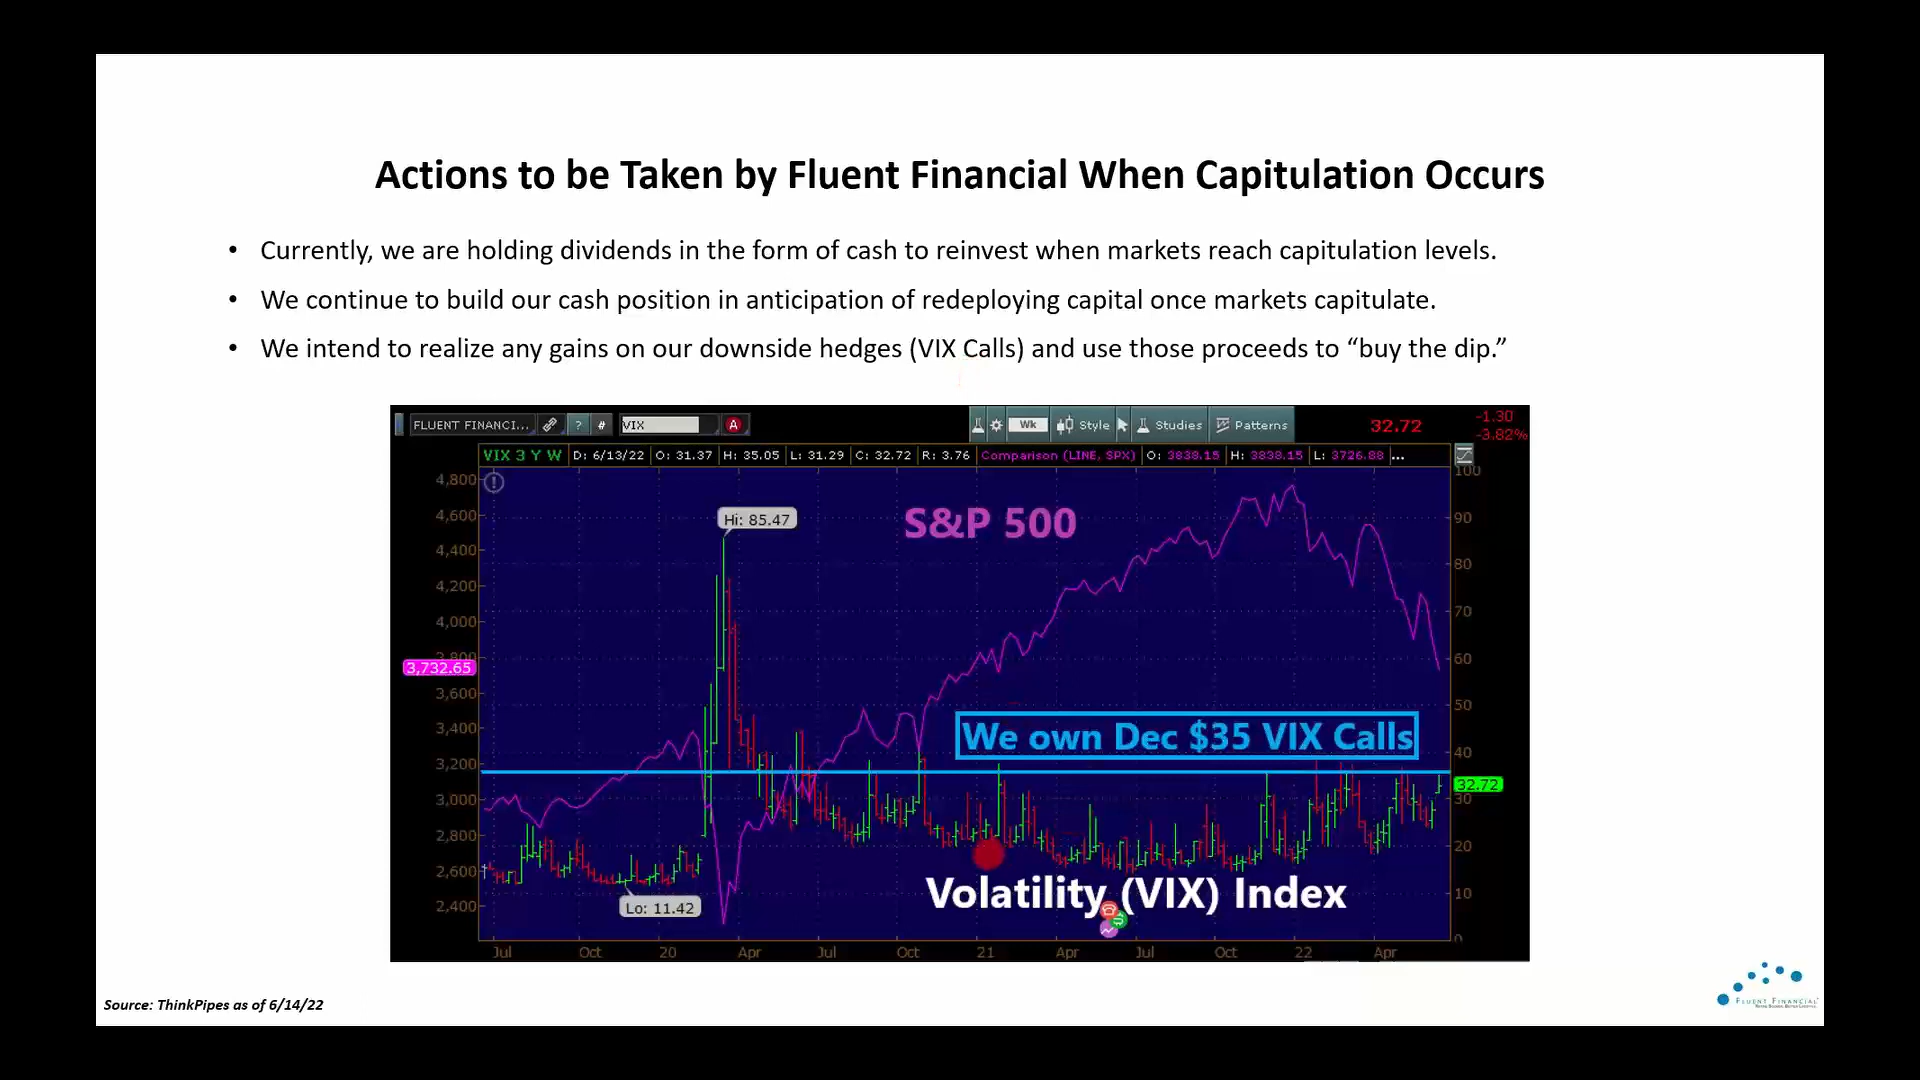 Actions to be Taken by Fluent Financial When Capitulation Occurs
• Currently, we are holding dividends in the form of cash to reinvest when markets reach capitulation levels.
• We continue to build our cash position in anticipation of redeploying capital once markets capitulate.
• We intend to realize any gains on our downside hedges (VIX Calls) and use those proceeds to “buy the dip.”
FLUENT FINANCI... ? # VIX A Wk Style Studies Patterns 32.72 -1.30
-3.82%
VIX 3 Y W D: 6/13/22 O: 31.37 H: 35.05 L: 31.29 C: 32.72 R: 3.76 Comparison (LINE, SPX) O: 3838.15 H: 3838.15 L: 3726.88 ...
100
4,800
Hi: 85.47
S&P 500
4,600
90
4,400
80
4,200
70
4,000
3,800
60
3,732.65
3,600
50
3,400
We own Dec $35 VIX Calls
40
3,200
32.72
3,000
30
2,800
20
2,600
Volatility (VIX) Index
10
2,400
Lo: 11.42
0
Jul Oct 20 Apr Jul Oct 21 Apr Jul Oct 22 Apr
Source: ThinkPipes as of 6/14/22
FLUENT FINANCIAL